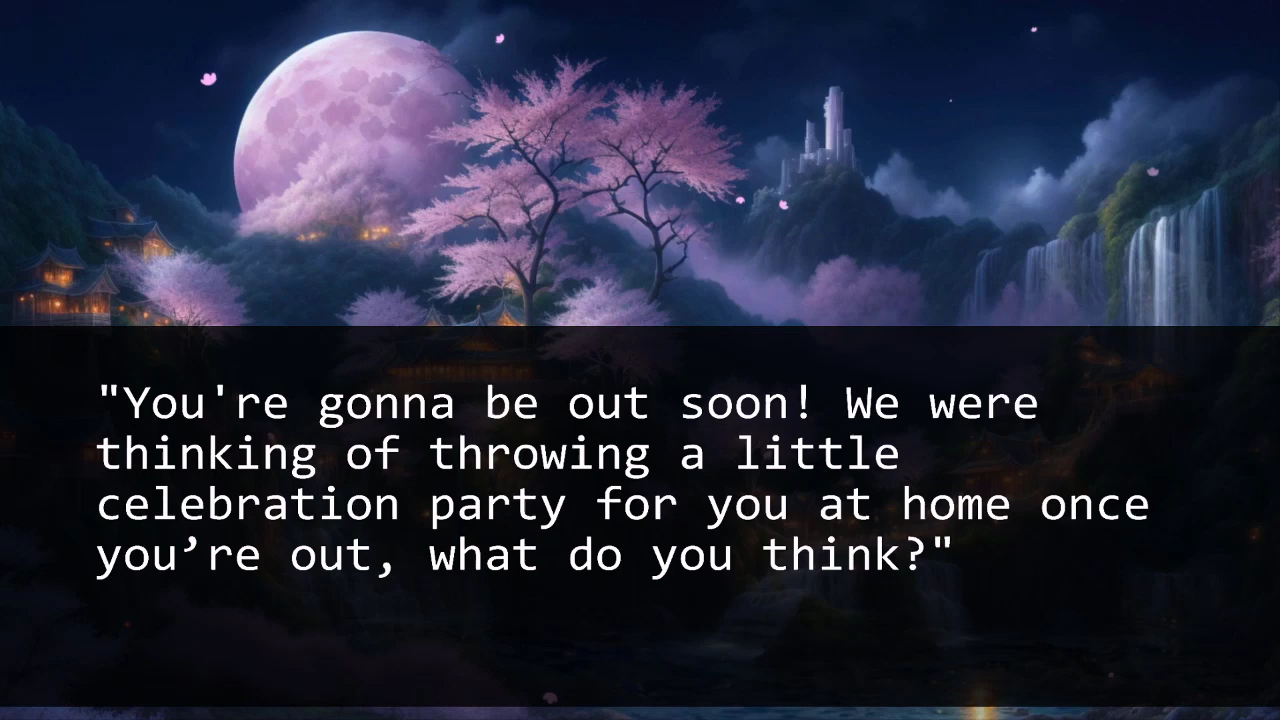 "You're gonna be out soon! We were
thinking of throwing a little
celebration party for you at home once
you’re out, what do you think?"